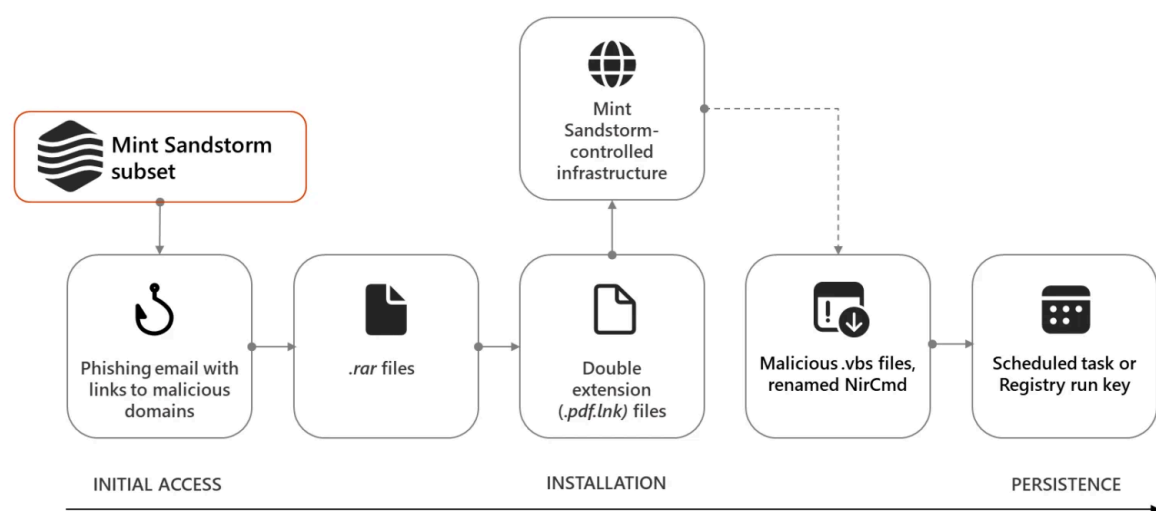 Mint Sandstorm
subset
Mint
Sandstorm-
controlled
infrastructure
Phishing email with
links to malicious
domains
.rar files
Double
extension
(.pdf.lnk) files
Malicious .vbs files,
renamed NirCmd
Scheduled task or
Registry run key
INITIAL ACCESS
INSTALLATION
PERSISTENCE